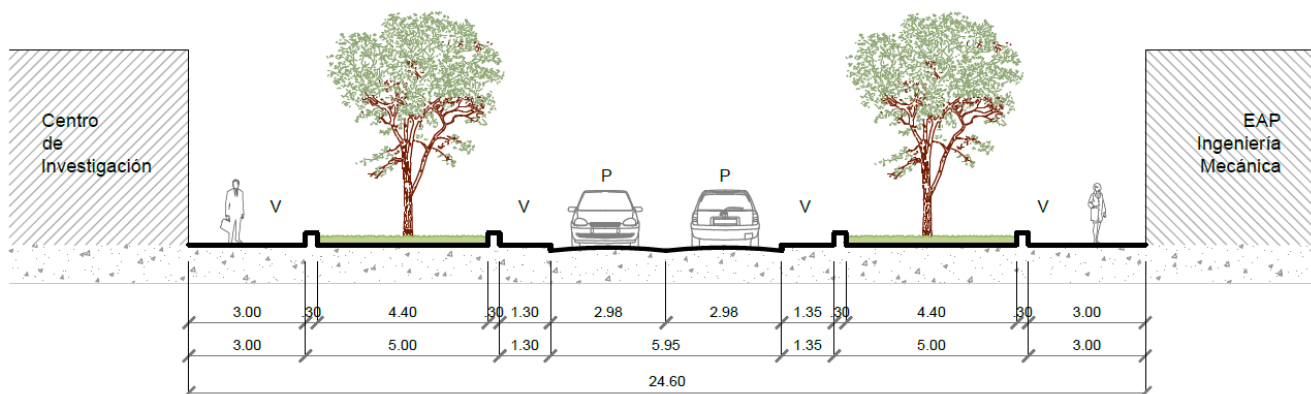 Centro
de
Investigación
EAP
Ingeniería
Mecánica
V
V
P
P
V
V
3.00 .30 4.40 .30 1.30 2.98 2.98 1.35 .30 4.40 .30 3.00
3.00 5.00 1.30 5.95 1.35 5.00 3.00
24.60